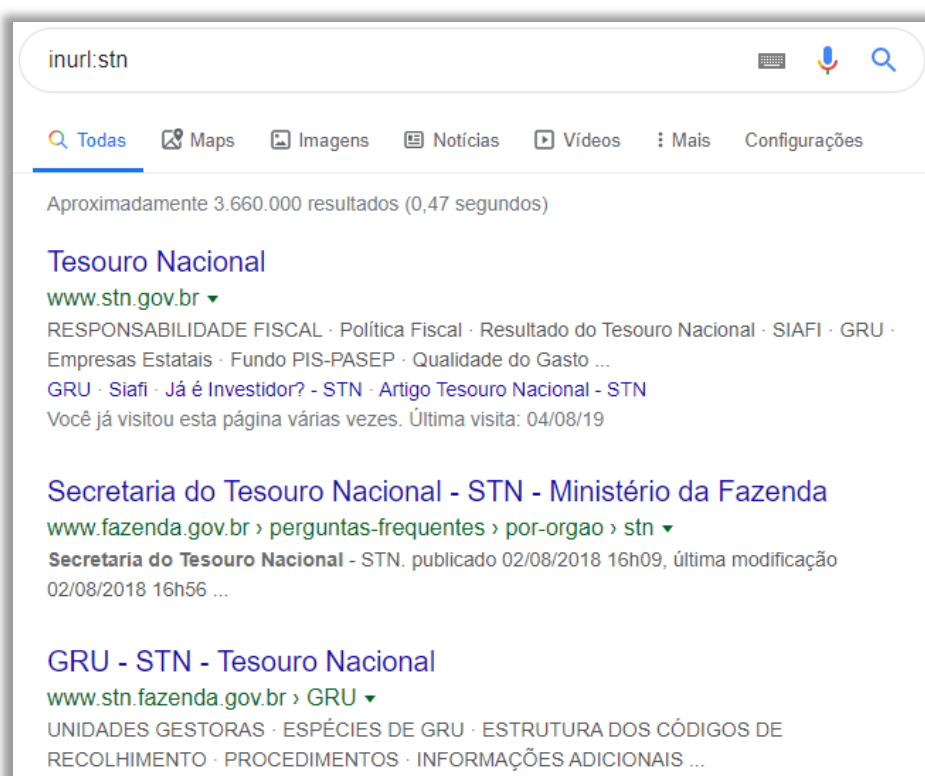 inurl:stn
Todas Maps Imagens Notícias Vídeos Mais Configurações
Aproximadamente 3.660.000 resultados (0,47 segundos)
Tesouro Nacional
www.stn.gov.br
RESPONSABILIDADE FISCAL · Política Fiscal · Resultado do Tesouro Nacional · SIAFI · GRU ·
Empresas Estatais · Fundo PIS-PASEP · Qualidade do Gasto ...
GRU · Siafi · Já é Investidor? - STN · Artigo Tesouro Nacional - STN
Você já visitou esta página várias vezes. Última visita: 04/08/19
Secretaria do Tesouro Nacional - STN - Ministério da Fazenda
www.fazenda.gov.br › perguntas-frequentes › por-orgao › stn
Secretaria do Tesouro Nacional - STN. publicado 02/08/2018 16h09, última modificação
02/08/2018 16h56 ...
GRU - STN - Tesouro Nacional
www.stn.fazenda.gov.br › GRU
UNIDADES GESTORAS · ESPÉCIES DE GRU · ESTRUTURA DOS CÓDIGOS DE
RECOLHIMENTO · PROCEDIMENTOS · INFORMAÇÕES ADICIONAIS ...